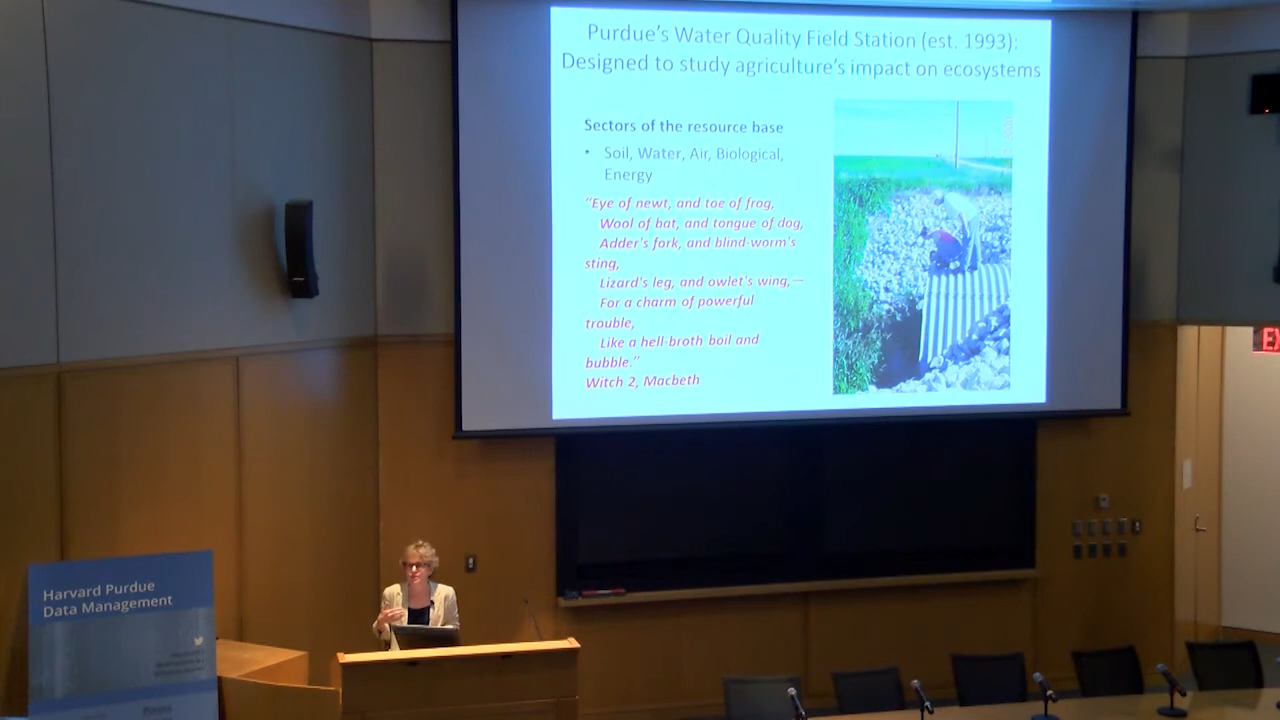 Purdue's Water Quality Field Station (est. 1993):
Designed to study agriculture's impact on ecosystems
Sectors of the resource base
• Soil, Water, Air, Biological,
Energy
"Eye of newt, and toe of frog,
Wool of bat, and tongue of dog,
Adder's fork, and blind-worm's
sting,
Lizard's leg, and owlet's wing,—
For a charm of powerful
trouble,
Like a hell-broth boil and
bubble."
Witch 2, Macbeth
EX
Harvard Purdue
Data Management